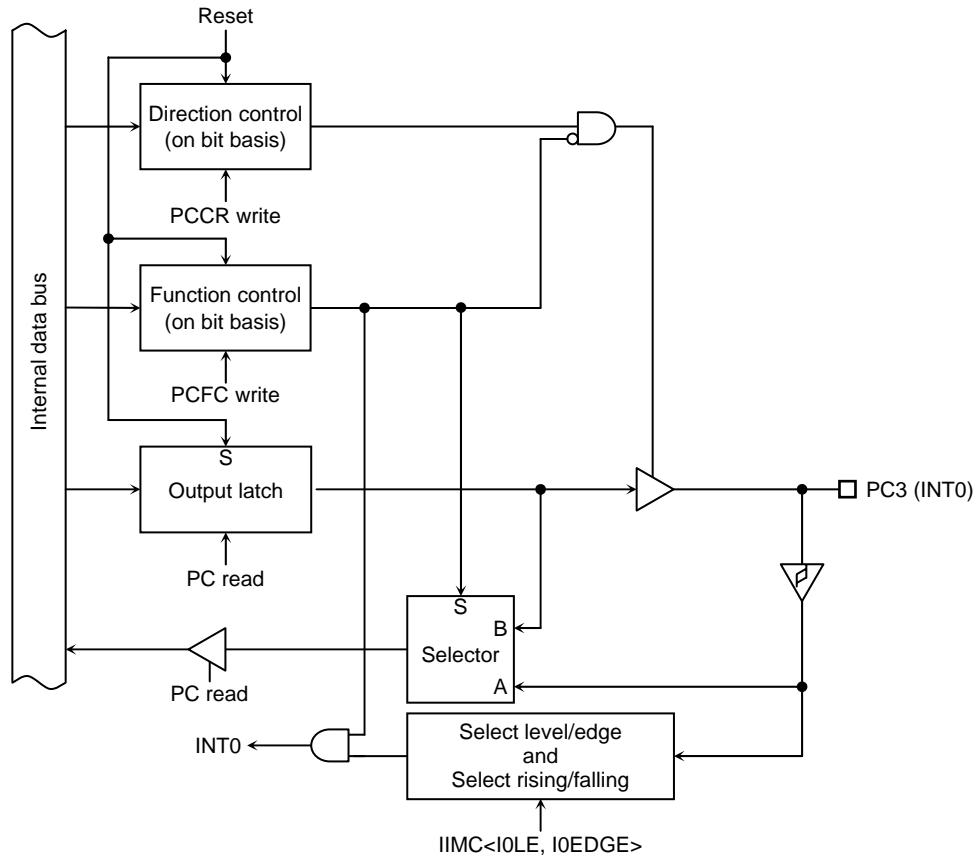 Reset
Direction control
(on bit basis)
PCCR write
Internal data bus
Function control
(on bit basis)
PCFC write
S
Output latch
PC3 (INT0)
PC read
S
B
Selector
A
PC read
INT0
Select level/edge
and
Select rising/falling
IIMC<I0LE, I0EDGE>